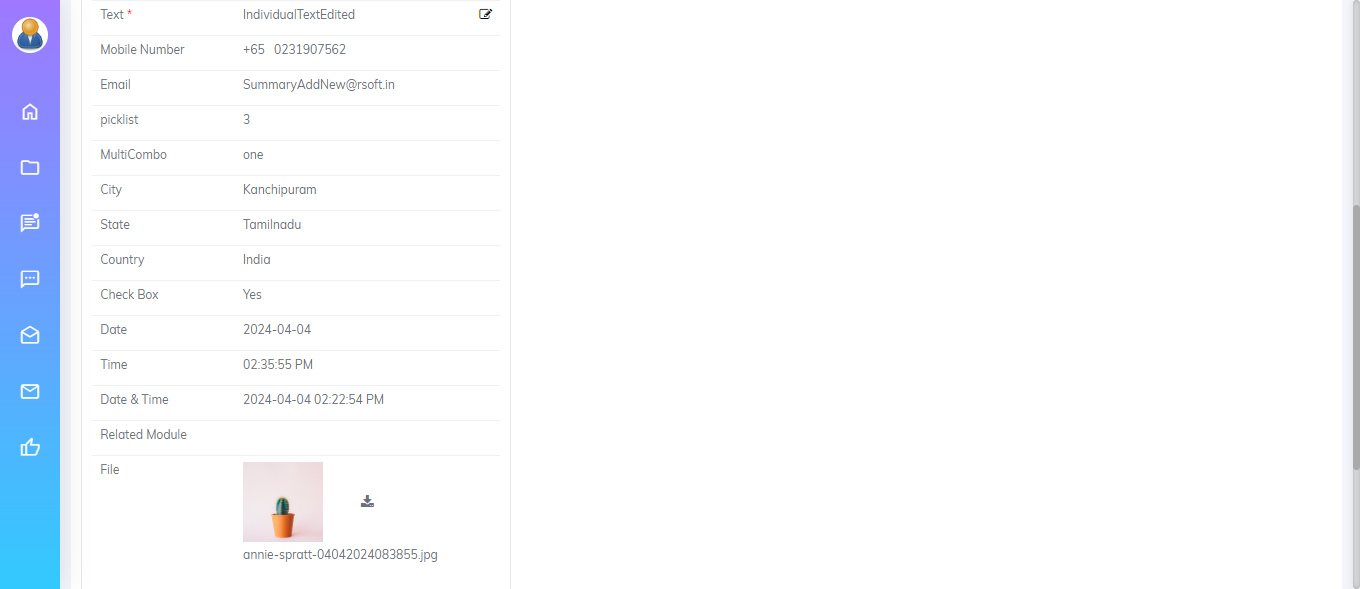 Text * IndividualTextEdited
Mobile Number +65 0231907562
Email SummaryAddNew@rsoft.in
picklist 3
MultiCombo one
City Kanchipuram
State Tamilnadu
Country India
Check Box Yes
Date 2024-04-04
Time 02:35:55 PM
Date & Time 2024-04-04 02:22:54 PM
Related Module
File
annie-spratt-04042024083855.jpg